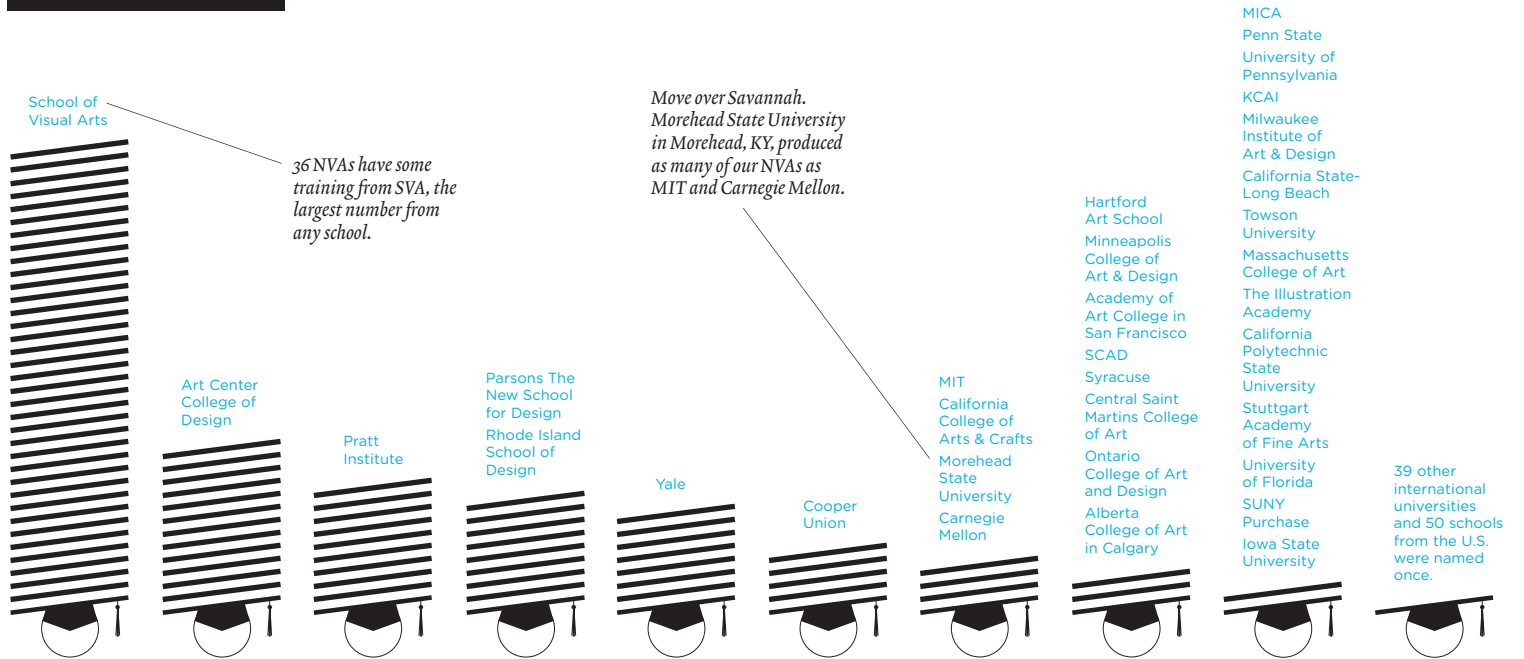 School of
Visual Arts
36 NVAs have some
training from SVA, the
largest number from
any school.
Art Center
College of
Design
Pratt
Institute
Parsons The
New School
for Design
Rhode Island
School of
Design
Yale
Cooper
Union
Move over Savannah.
Morehead State University
in Morehead, KY, produced
as many of our NVAs as
MIT and Carnegie Mellon.
MIT
California
College of
Arts & Crafts
Morehead
State
University
Carnegie
Mellon
Hartford
Art School
Minneapolis
College of
Art & Design
Academy of
Art College in
San Francisco
SCAD
Syracuse
Central Saint
Martins College
of Art
Ontario
College of Art
and Design
Alberta
College of Art
in Calgary
MICA
Penn State
University of
Pennsylvania
KCAI
Milwaukee
Institute of
Art & Design
California State-
Long Beach
Towson
University
Massachusetts
College of Art
The Illustration
Academy
California
Polytechnic
State
University
Stuttgart
Academy
of Fine Arts
University
of Florida
SUNY
Purchase
Iowa State
University
39 other
international
universities
and 50 schools
from the U.S.
were named
once.